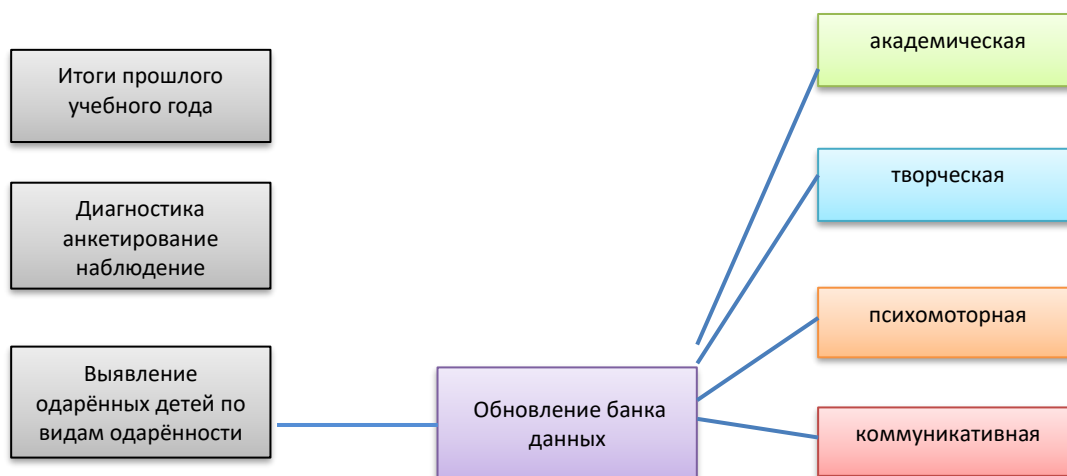 Итоги прошлого
учебного года
Диагностика
анкетирование
наблюдение
Выявление
одарённых детей по
видам одарённости
Обновление банка
данных
академическая
творческая
психомоторная
коммуникативная